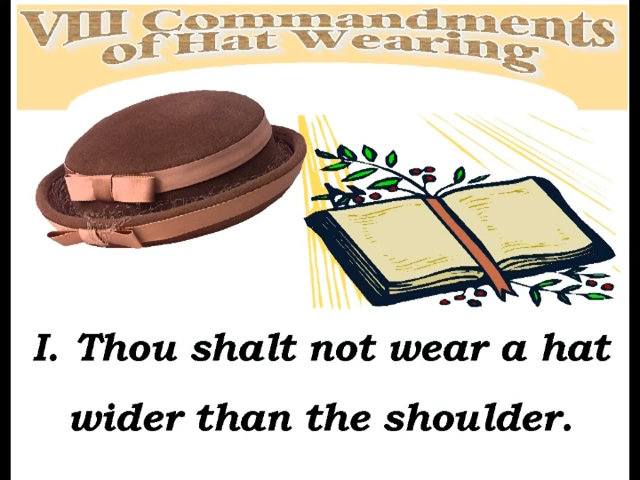 VIII Commandments
of Hat Wearing
I. Thou shalt not wear a hat
wider than the shoulder.